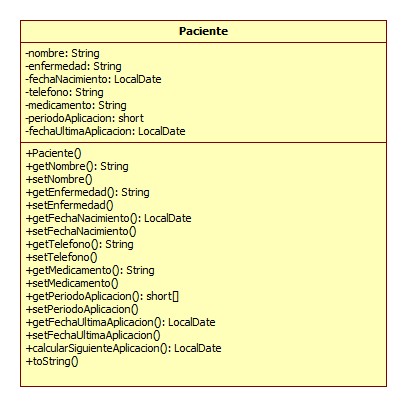 Paciente
-nombre: String
-enfermedad: String
-fechaNacimiento: LocalDate
-telefono: String
-medicamento: String
-periodoAplicacion: short
-fechaUltimaAplicacion: LocalDate
+Paciente()
+getNombre(): String
+setNombre()
+getEnfermedad(): String
+setEnfermedad()
+getFechaNacimiento(): LocalDate
+setFechaNacimiento()
+getTelefono(): String
+setTelefono()
+getMedicamento(): String
+setMedicamento()
+getPeriodoAplicacion(): short[]
+setPeriodoAplicacion()
+getFechaUltimaAplicacion(): LocalDate
+setFechaUltimaAplicacion()
+calcularSiguienteAplicacion(): LocalDate
+toString()